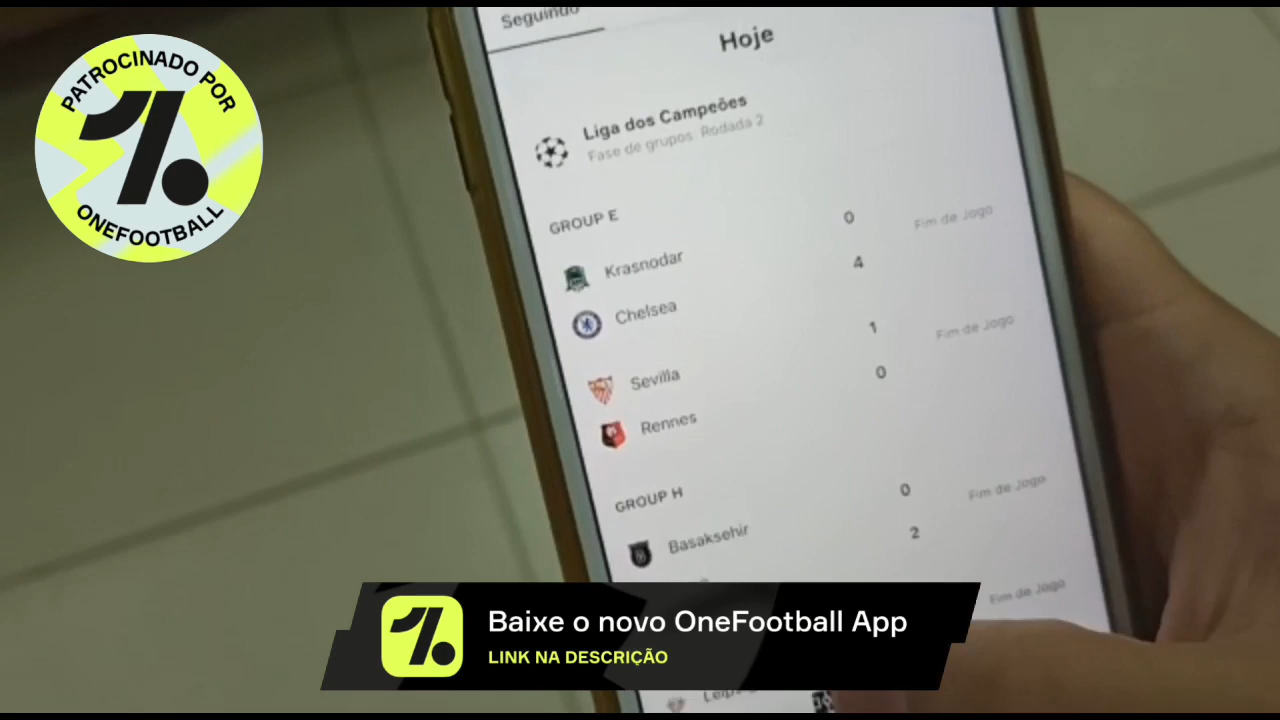 PATROCINADO POR
ONEFOOTBALL
Seguindo
Hoje
Liga dos Campeões
Fase de grupos Rodada 2
GROUP E
Krasnodar 0 Fim de Jogo
Chelsea 4
Sevilla 1 Fim de Jogo
Rennes 0
GROUP H
Basaksehir 0 Fim de Jogo
2
Fim de Jogo
Baixe o novo OneFootball App
LINK NA DESCRIÇÃO